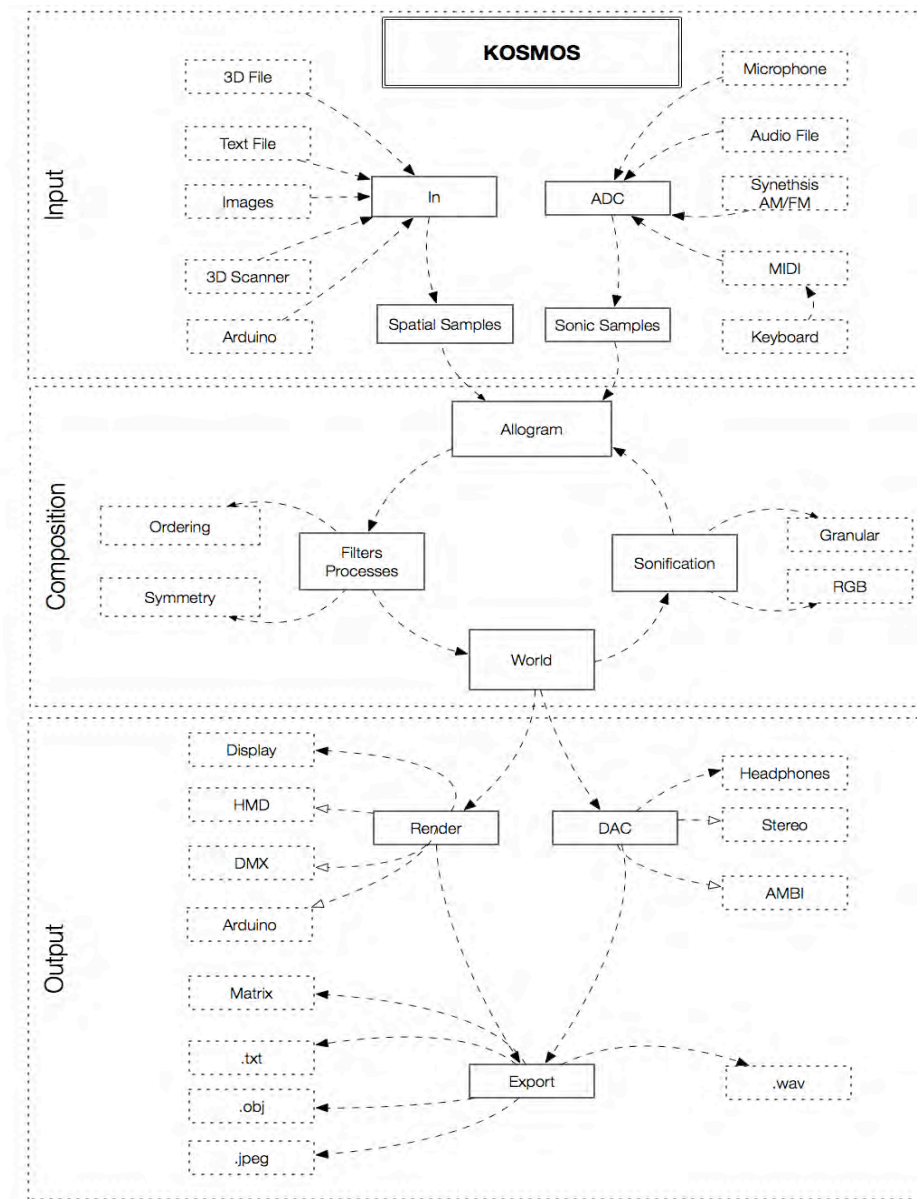 KOSMOS
Input
3D File
Text File
Images
3D Scanner
Arduino
In
ADC
Microphone
Audio File
Synethsis
AM/FM
MIDI
Keyboard
Spatial Samples
Sonic Samples
Composition
Allogram
Ordering
Symmetry
Filters
Processes
Sonification
Granular
RGB
World
Output
Display
HMD
DMX
Arduino
Render
DAC
Headphones
Stereo
AMBI
Matrix
.txt
.obj
.jpeg
Export
.wav